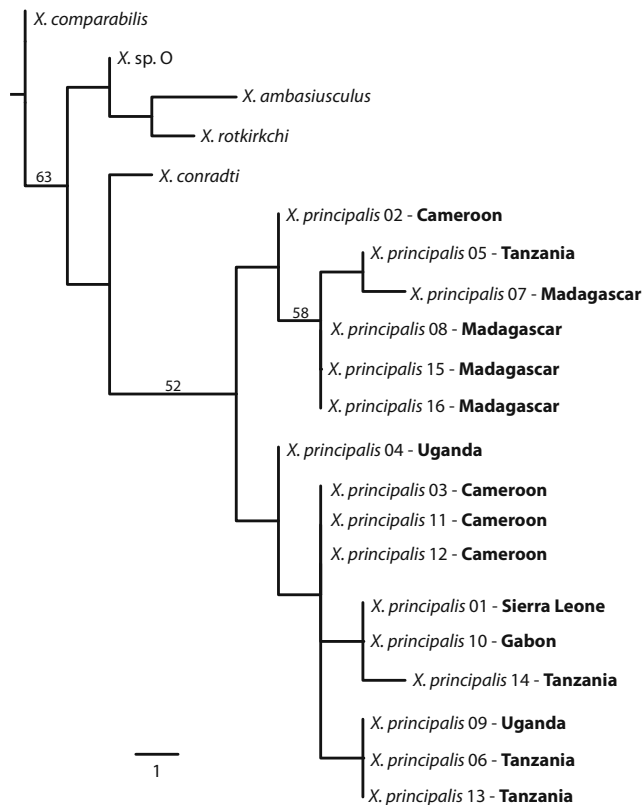 X. comparabilis
X. sp. O
X. ambasiusculus
X. rotkirkchi
63
X. conradti
X. principalis 02 - Cameroon
X. principalis 05 - Tanzania
X. principalis 07 - Madagascar
58
X. principalis 08 - Madagascar
X. principalis 15 - Madagascar
52
X. principalis 16 - Madagascar
X. principalis 04 - Uganda
X. principalis 03 - Cameroon
X. principalis 11 - Cameroon
X. principalis 12 - Cameroon
X. principalis 01 - Sierra Leone
X. principalis 10 - Gabon
X. principalis 14 - Tanzania
X. principalis 09 - Uganda
X. principalis 06 - Tanzania
1
X. principalis 13 - Tanzania